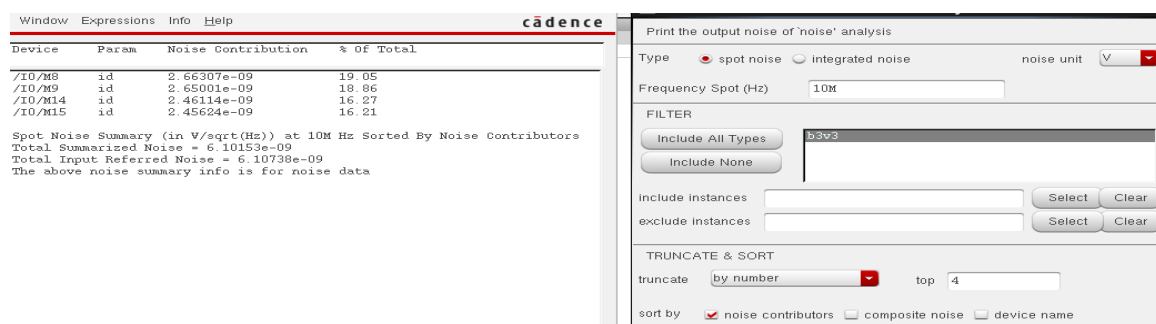 Window Expressions Info Help
cādence
Device Param Noise Contribution % Of Total
/I0/M8 id 2.66307e-09 19.05
/I0/M9 id 2.65001e-09 18.86
/I0/M14 id 2.46114e-09 16.27
/I0/M15 id 2.45624e-09 16.21
Spot Noise Summary (in V/sqrt(Hz)) at 10M Hz Sorted By Noise Contributors
Total Summarized Noise = 6.10153e-09
Total Input Referred Noise = 6.10738e-09
The above noise summary info is for noise data
Print the output noise of 'noise' analysis
Type spot noise integrated noise noise unit V
Frequency Spot (Hz) 10M
FILTER
Include All Types
b3v3
Include None
include instances Select Clear
exclude instances Select Clear
TRUNCATE & SORT
truncate by number top 4
sort by noise contributors composite noise device name